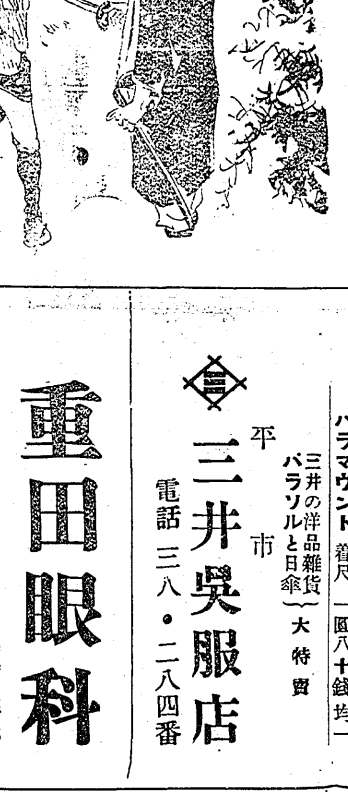 パラマウント 着尺 一圓八十錢均一
三井の洋品雜貨
パラソルと日傘
大特賣
平市
三井呉服店
電話 三八・二八四番
重田眼科